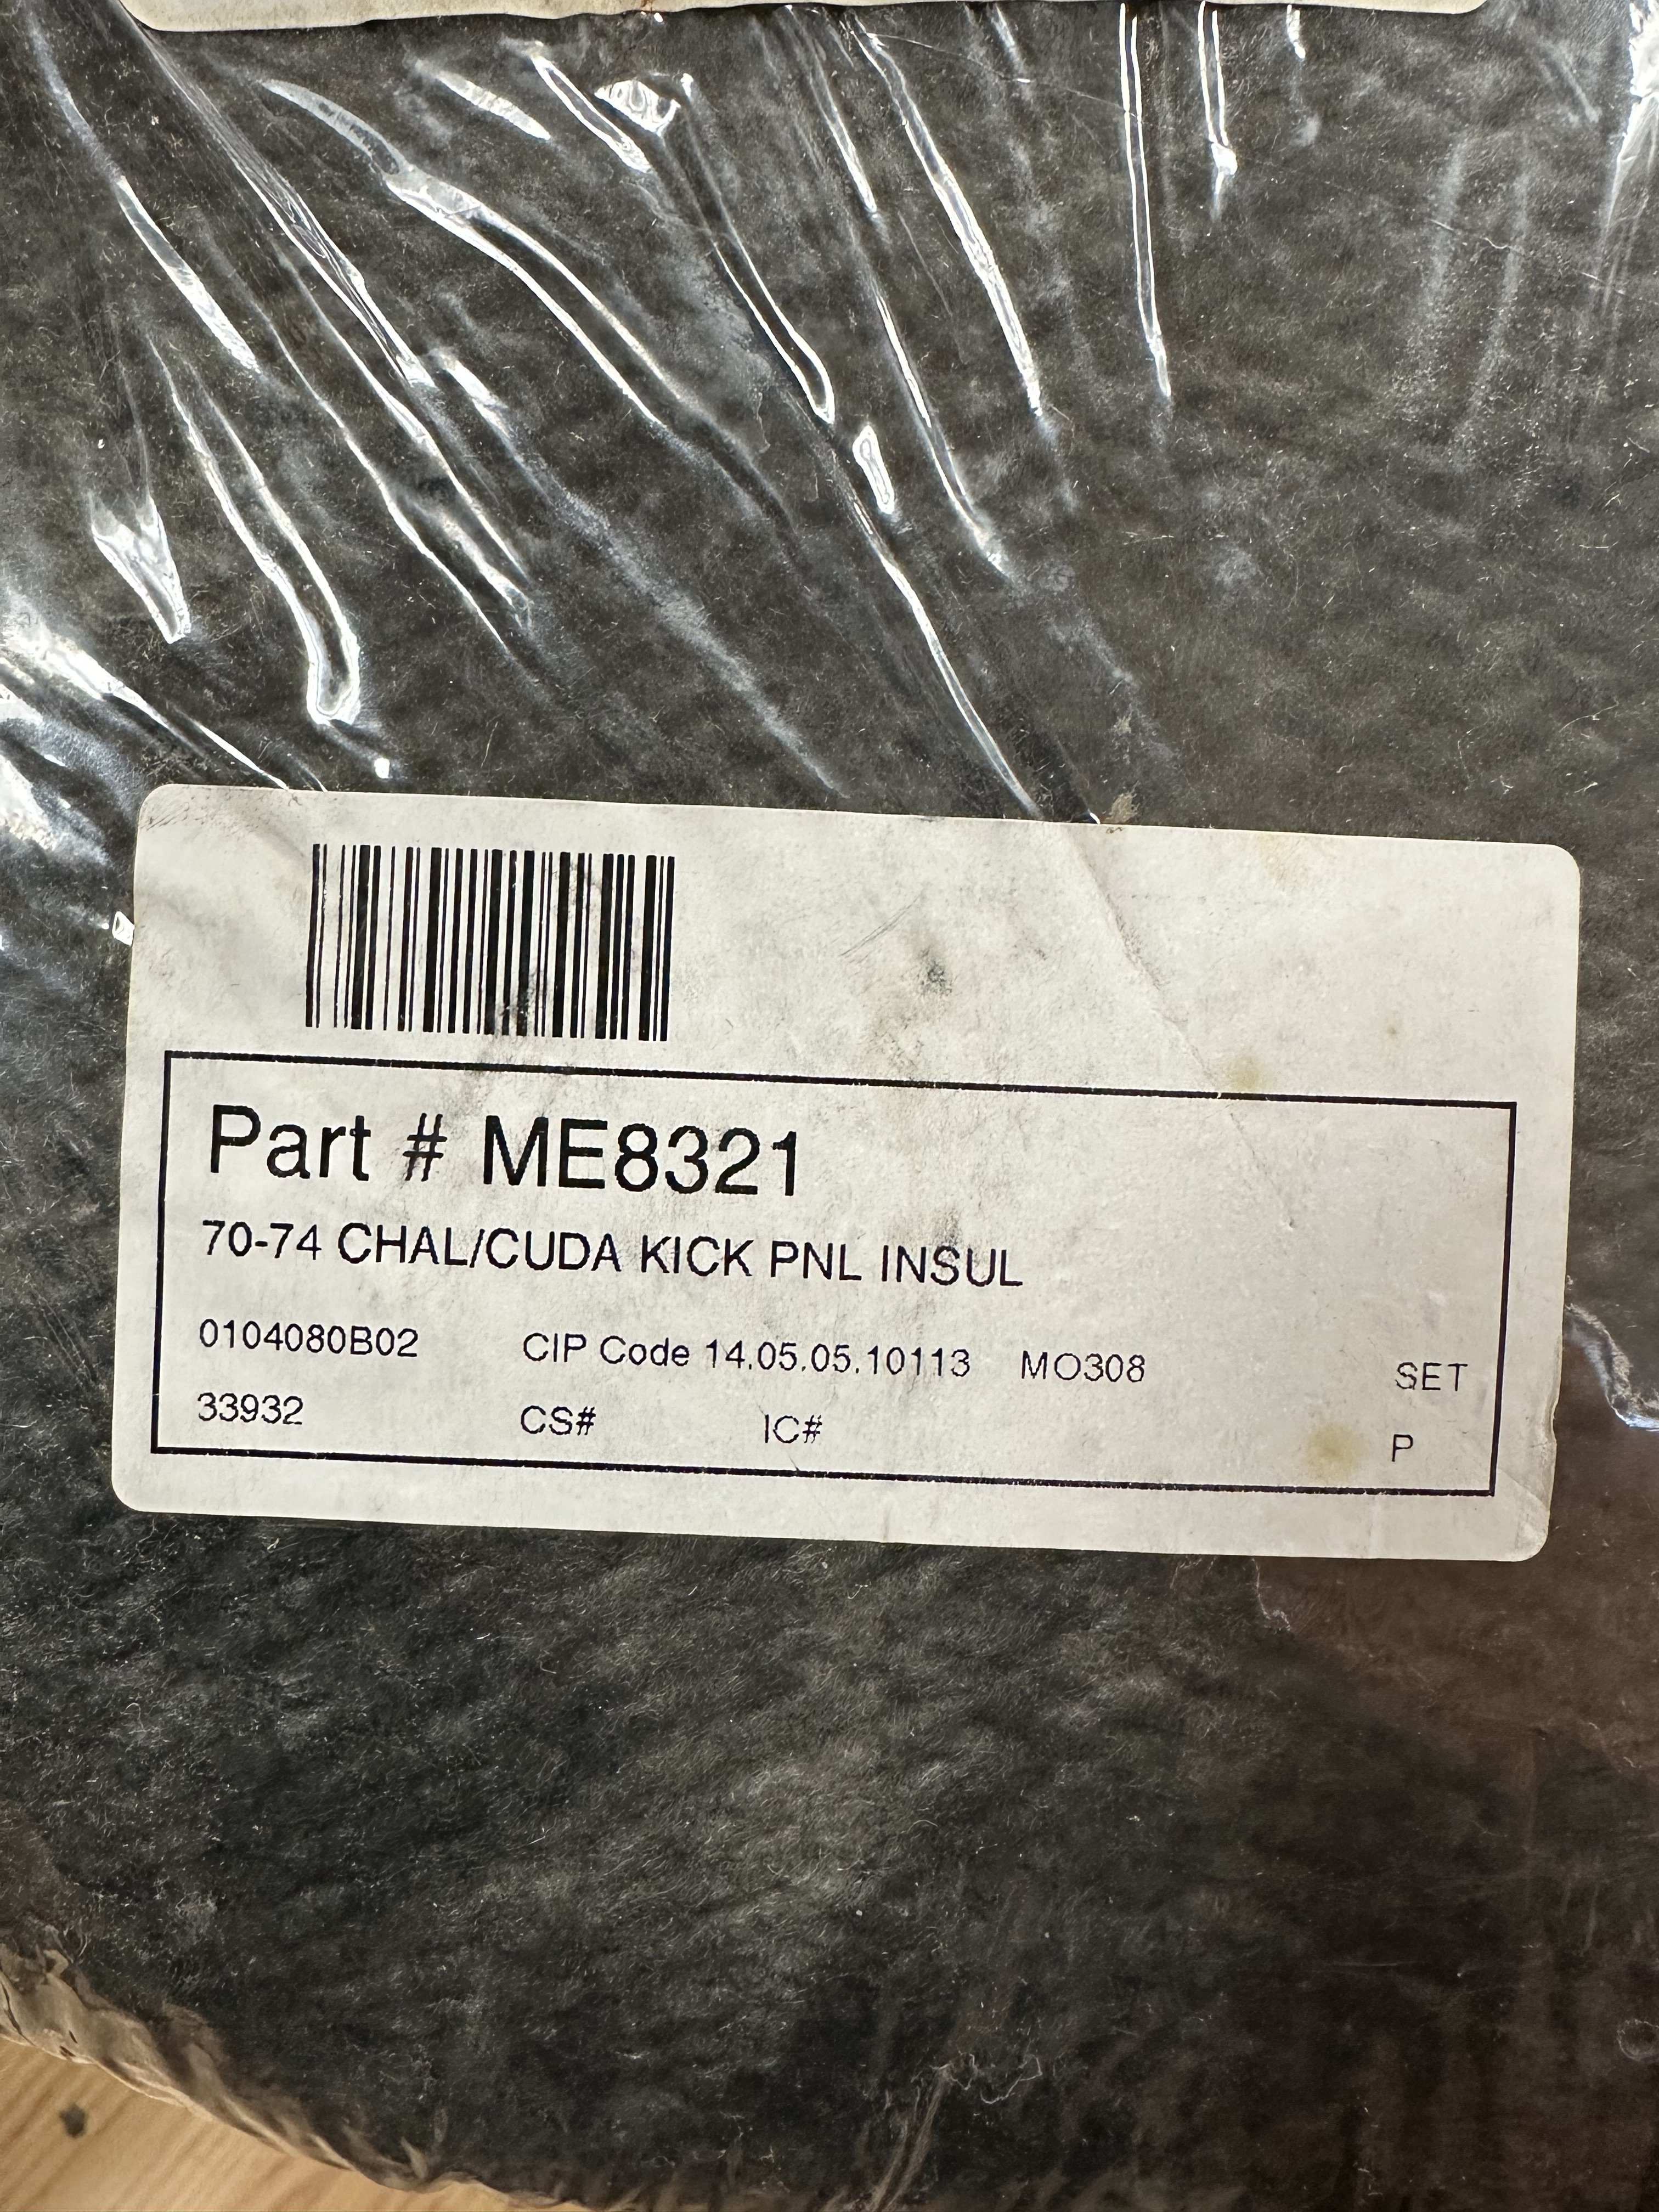 Part # ME8321
70-74 CHAL/CUDA KICK PNL INSUL
0104080B02 CIP Code 14.05.05.10113 MO308 SET
33932 CS# IC# P